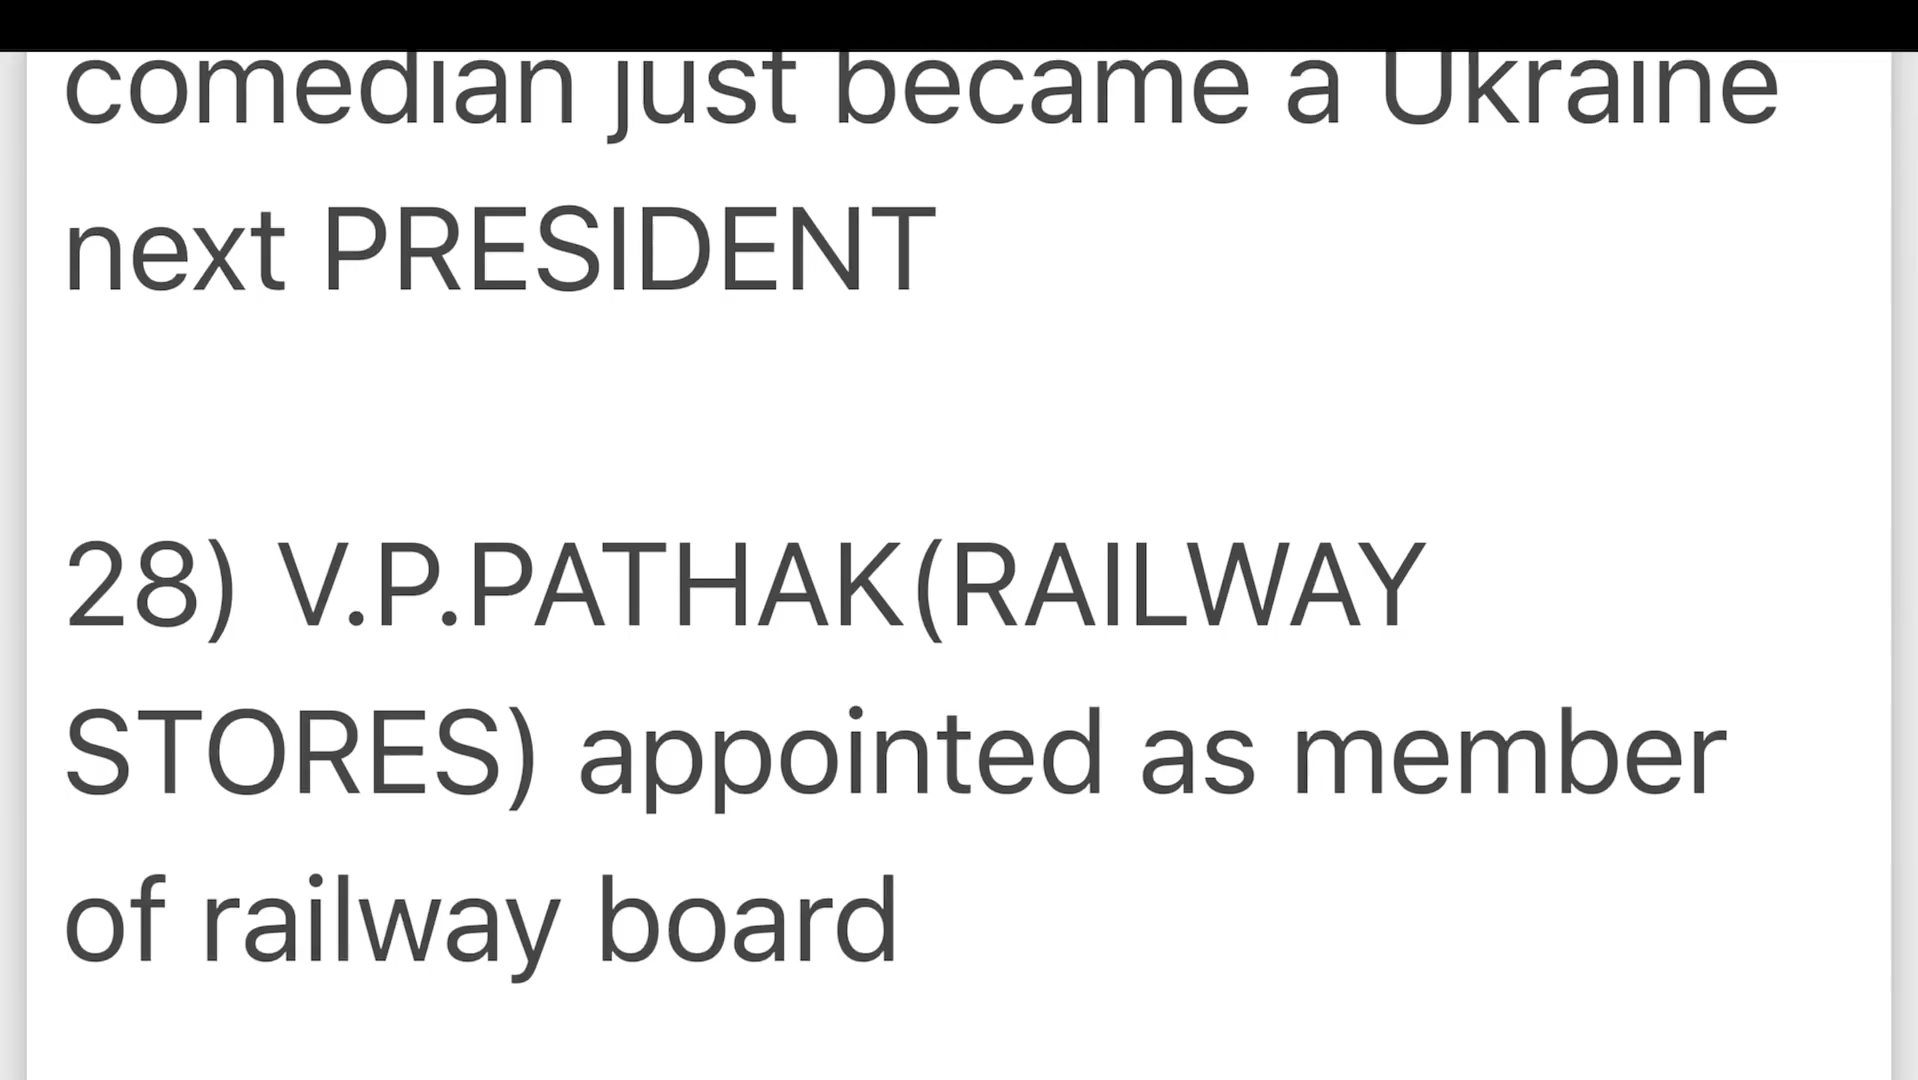 comedian just became a Ukraine
next PRESIDENT
28) V.P.PATHAK(RAILWAY
STORES) appointed as member
of railway board